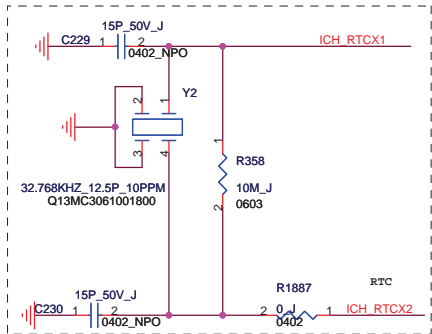 15P_50V_J
C229 1 2 ICH_RTCX1
0402_NPO
2 1 Y2
3 4
1
R358
32.768KHZ_12.5P_10PPM 10M_J
Q13MC3061001800 0603
2
15P_50V_J R1887 RTC
C230 1 2 2 0_J 1 ICH_RTCX2
0402_NPO 0402